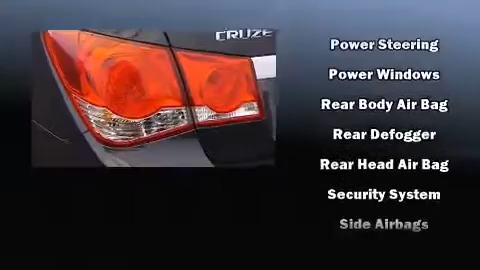 CRUZE
Power Steering
Power Windows
Rear Body Air Bag
Rear Defogger
Rear Head Air Bag
Security System
Side Airbags